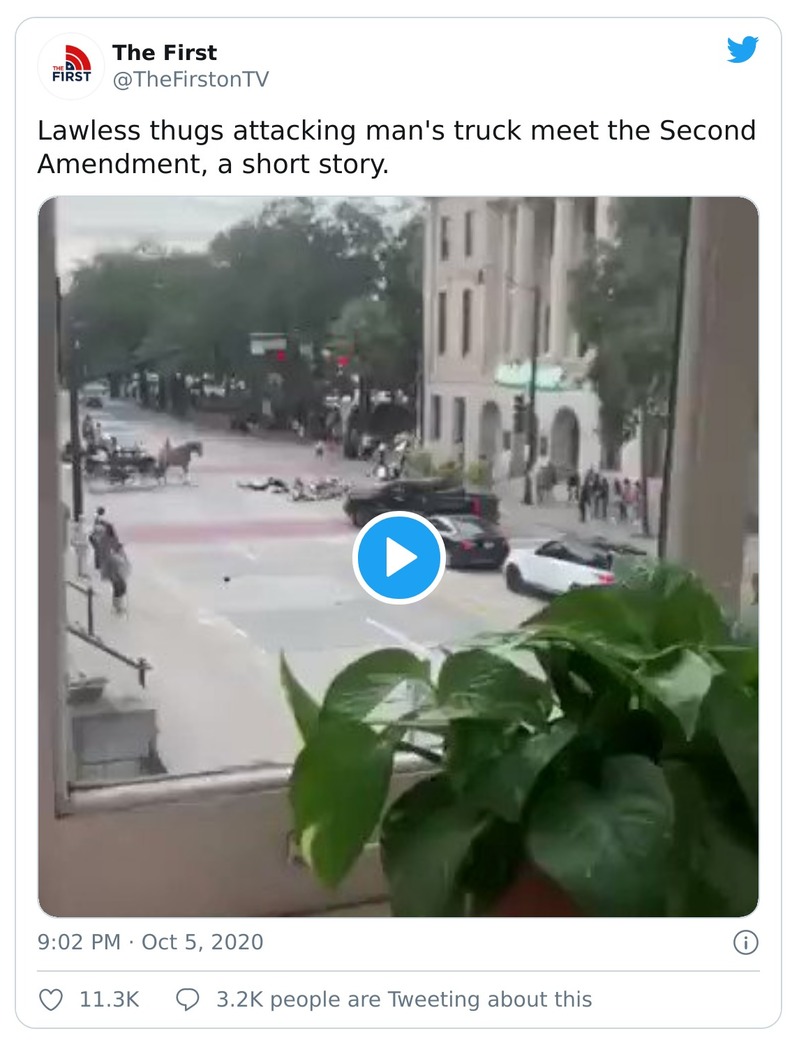 THE
FIRST
The First
@TheFirstonTV
Lawless thugs attacking man's truck meet the Second
Amendment, a short story.
9:02 PM · Oct 5, 2020
11.3K
3.2K people are Tweeting about this